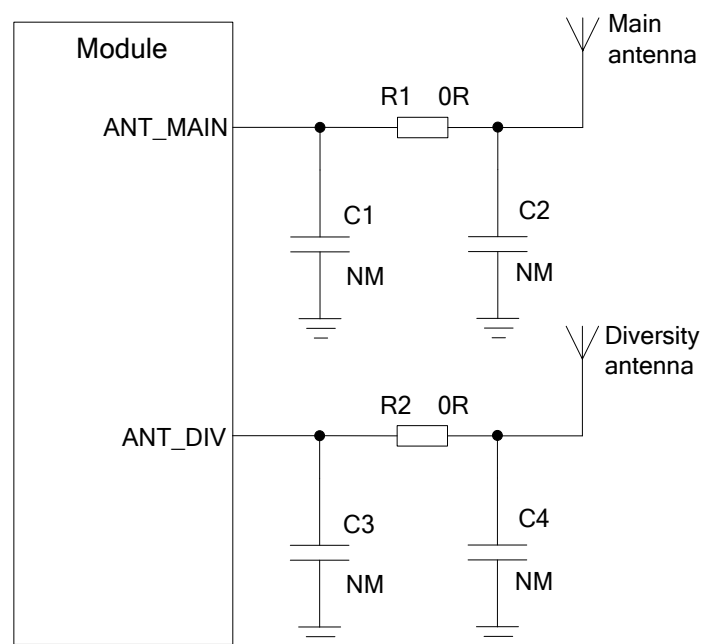 Module
Main
antenna
R1 0R
ANT_MAIN
C1
C2
NM
NM
Diversity
antenna
R2 0R
ANT_DIV
C3
C4
NM
NM